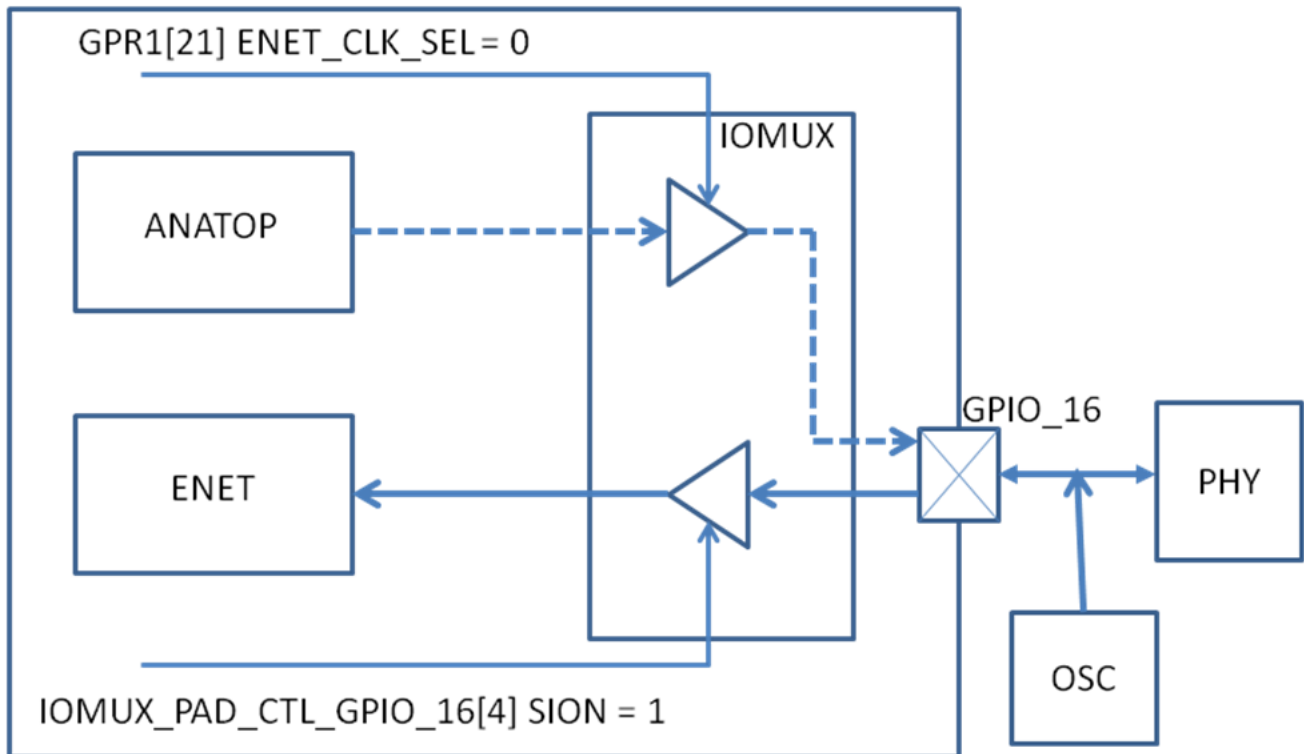 GPR1[21] ENET_CLK_SEL = 0
IOMUX
ANATOP
GPIO_16
ENET
PHY
OSC
IOMUX_PAD_CTL_GPIO_16[4] SION = 1